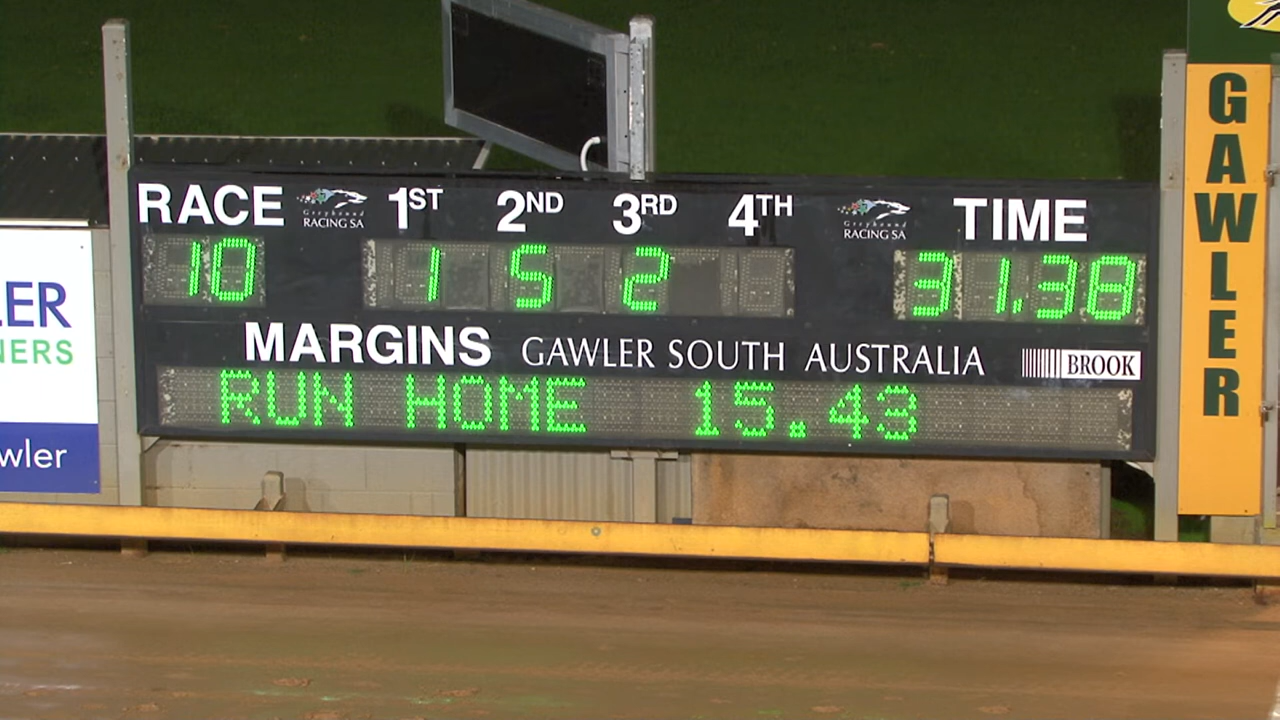 RACE Greyhound RACING SA 1ST 2ND 3RD 4TH Greyhound RACING SA TIME
10 1 5 2 31.38
MARGINS GAWLER SOUTH AUSTRALIA BROOK
RUN HOME 15.43
GAWLER
LER
NERS
wler